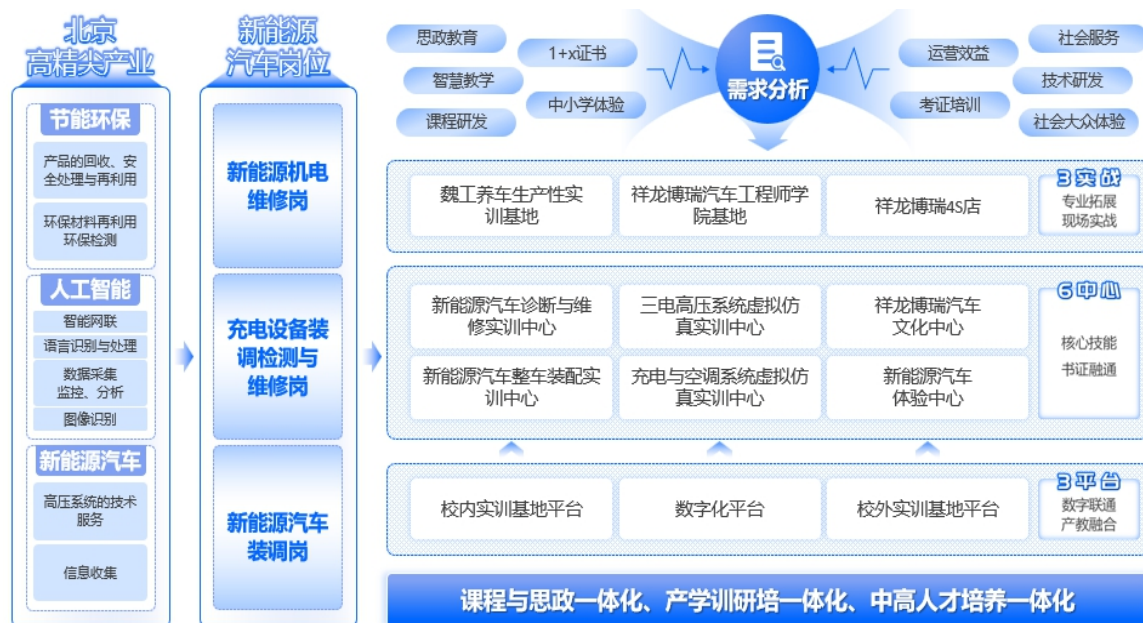 北京
高精尖产业
节能环保
产品的回收、安
全处理与再利用
环保材料再利用
环保检测
人工智能
智能网联
语言识别与处理
数据采集
监控、分析
图像识别
新能源汽车
高压系统的技术
服务
信息收集
新能源
汽车岗位
新能源机电
维修岗
充电设备装
调检测与
维修岗
新能源汽车
装调岗
思政教育
1+x证书
智慧教学
中小学体验
课程研发
需求分析
运营效益
社会服务
技术研发
考证培训
社会大众体验
魏工养车生产性实
训基地
祥龙博瑞汽车工程师学
院基地
祥龙博瑞4S店
3实战
专业拓展
现场实战
新能源汽车诊断与维
修实训中心
三电高压系统虚拟仿
真实训中心
祥龙博瑞汽车
文化中心
新能源汽车整车装配实
训中心
充电与空调系统虚拟仿
真实训中心
新能源汽车
体验中心
6中心
核心技能
书证融通
校内实训基地平台
数字化平台
校外实训基地平台
3平台
数字联通
产教融合
课程与思政一体化、产学训研培一体化、中高人才培养一体化